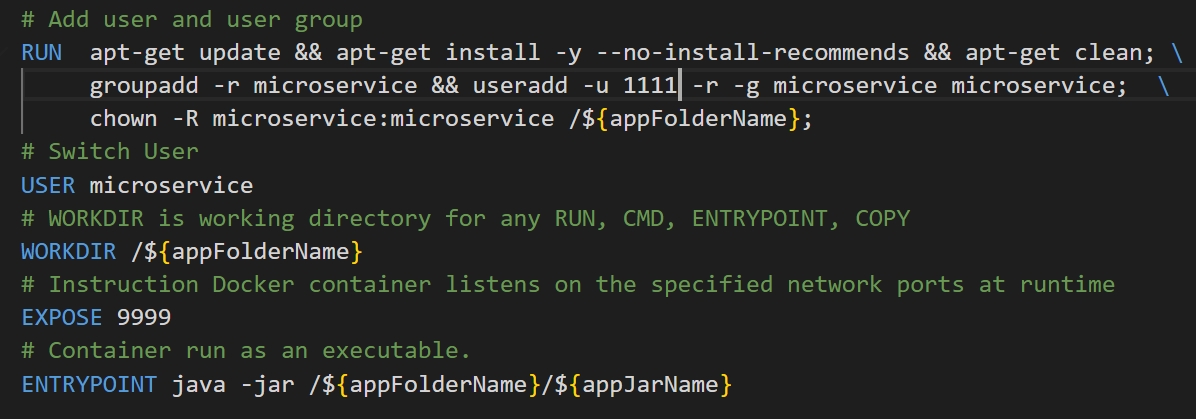 # Add user and user group
RUN  apt-get update && apt-get install -y --no-install-recommends && apt-get clean; \
     groupadd -r microservice && useradd -u 1111 -r -g microservice microservice;  \
     chown -R microservice:microservice /${appFolderName};
# Switch User
USER microservice
# WORKDIR is working directory for any RUN, CMD, ENTRYPOINT, COPY
WORKDIR /${appFolderName}
# Instruction Docker container listens on the specified network ports at runtime
EXPOSE 9999
# Container run as an executable.
ENTRYPOINT java -jar /${appFolderName}/${appJarName}